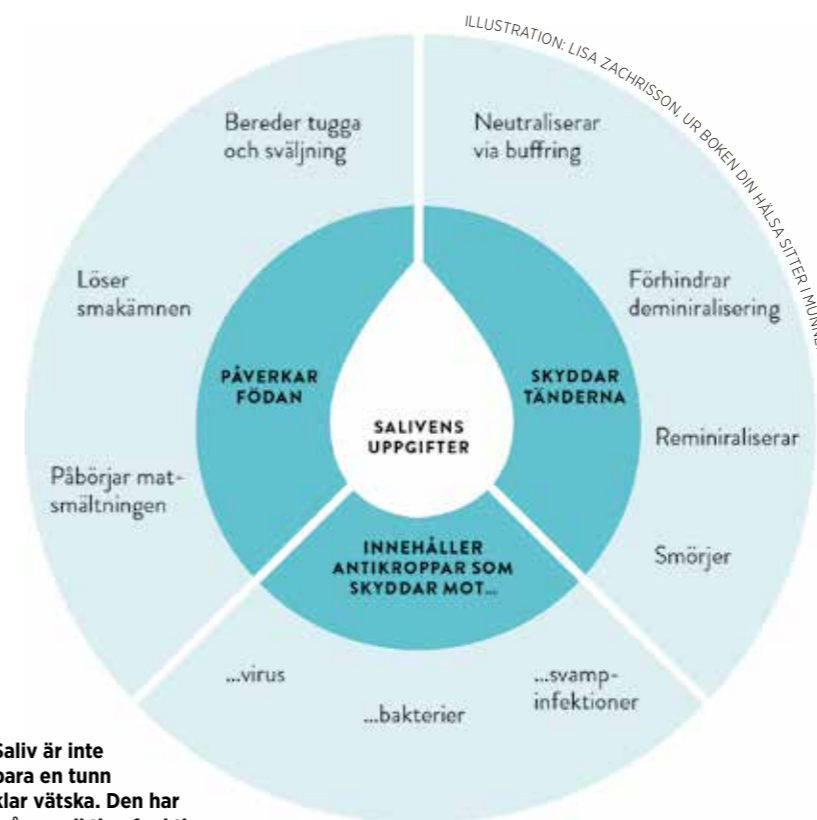 ILLUSTRATION: LISA ZACHRISSON, UR BOKEN DIN HÄLSA SITTER I MUNNEN
Bereder tugga
och sväljning
Neutraliserar
via buffring
Löser
smakämnen
Förhindrar
deminiralisering
PÅVERKAR
FÖDAN
SKYDDAR
TÄNDERNA
SALIVENS
UPPGIFTER
Reminiraliserar
Påbörjar mat-
smältningen
Smörjer
INNEHÅLLER
ANTIKROPPAR SOM
SKYDDAR MOT...
...virus
...bakterier
...svamp-
infektioner
Saliv är inte
bara en tunn
klar vätska. Den har